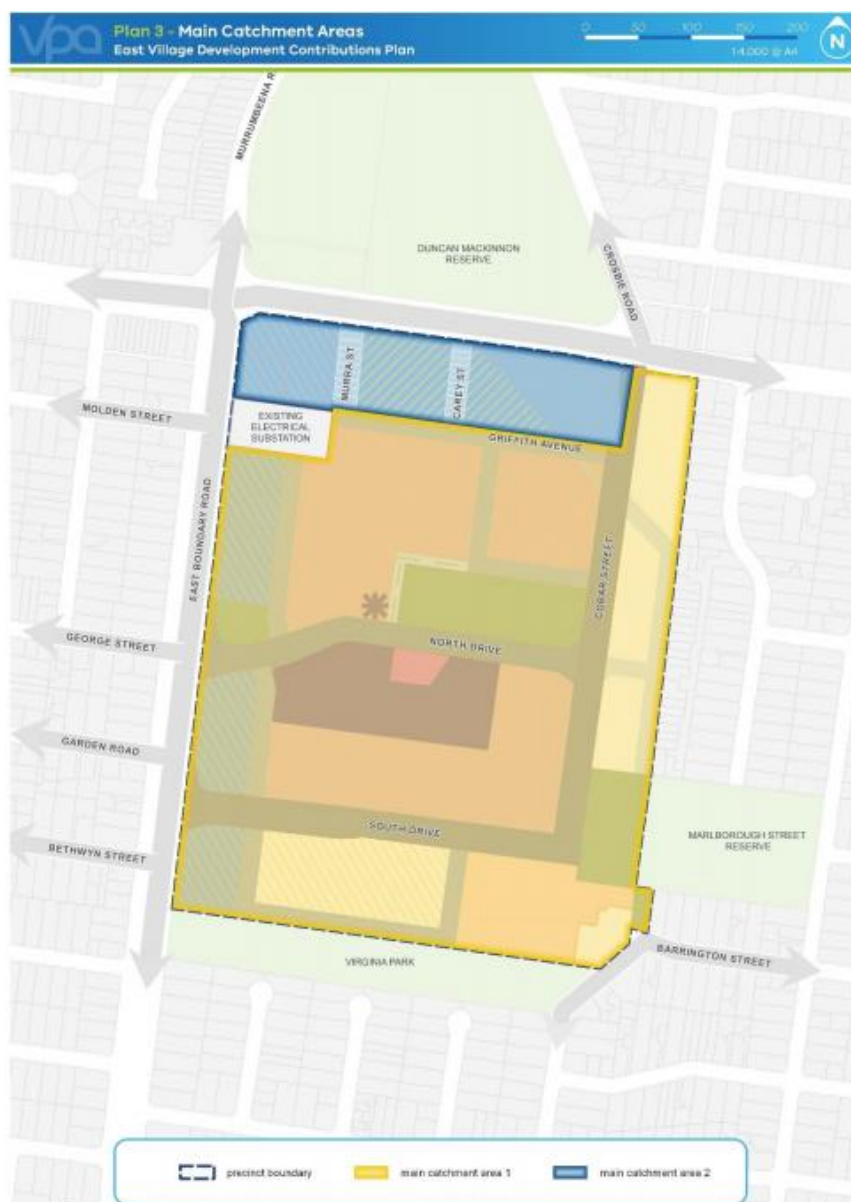 vpa
Plan 3 - Main Catchment Areas
East Village Development Contributions Plan
0 50 100 150 200
1:4,000 @ A4
N
MURRUMBEENA R
DUNCAN MACKINNON
RESERVE
CROSBIE ROAD
MURRA ST
CAREY ST
MOLDEN STREET
EXISTING
ELECTRICAL
SUBSTATION
GRIFFITH AVENUE
EAST BOUNDARY ROAD
COBAR STREET
GEORGE STREET
NORTH DRIVE
GARDEN ROAD
SOUTH DRIVE
MARLBOROUGH STREET
RESERVE
BETHWYN STREET
VIRGINIA PARK
BARRINGTON STREET
precinct boundary
main catchment area 1
main catchment area 2